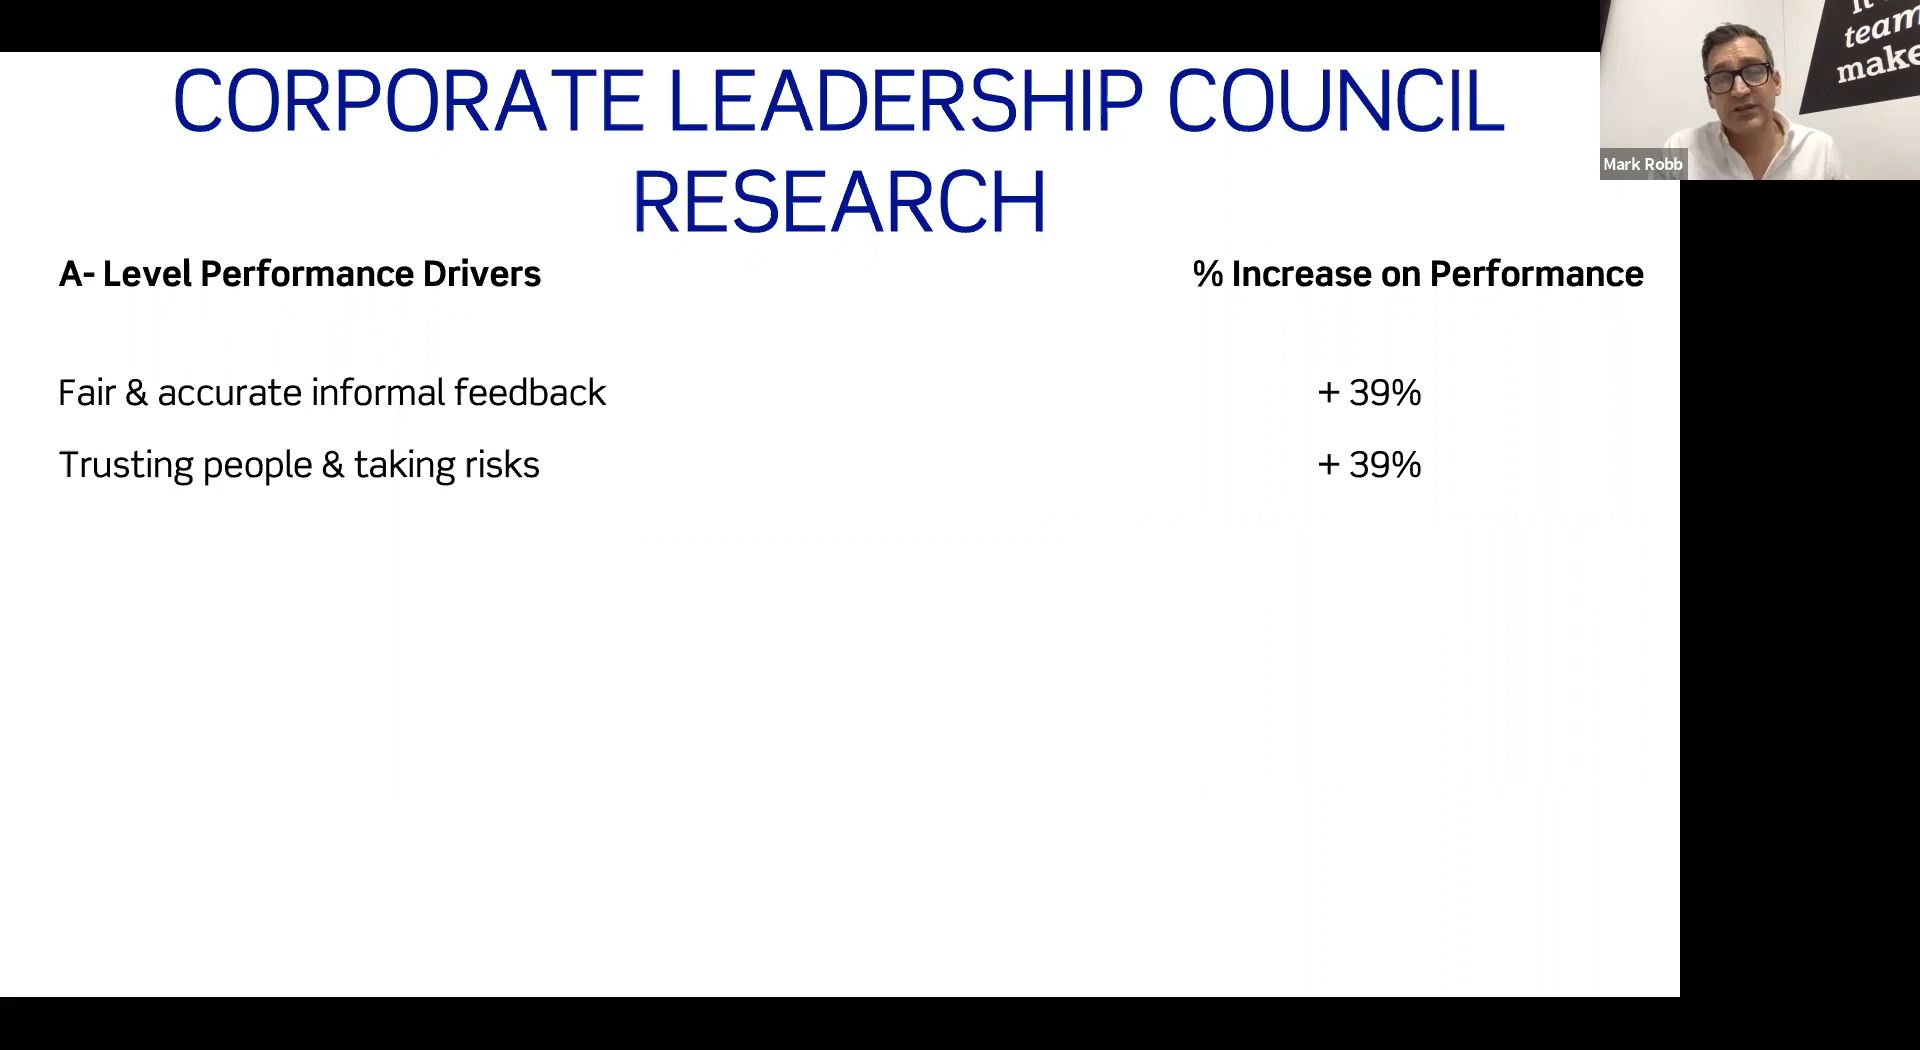 CORPORATE LEADERSHIP COUNCIL
RESEARCH
A- Level Performance Drivers
% Increase on Performance
Fair & accurate informal feedback
+ 39%
Trusting people & taking risks
+ 39%
team
make
Mark Robb